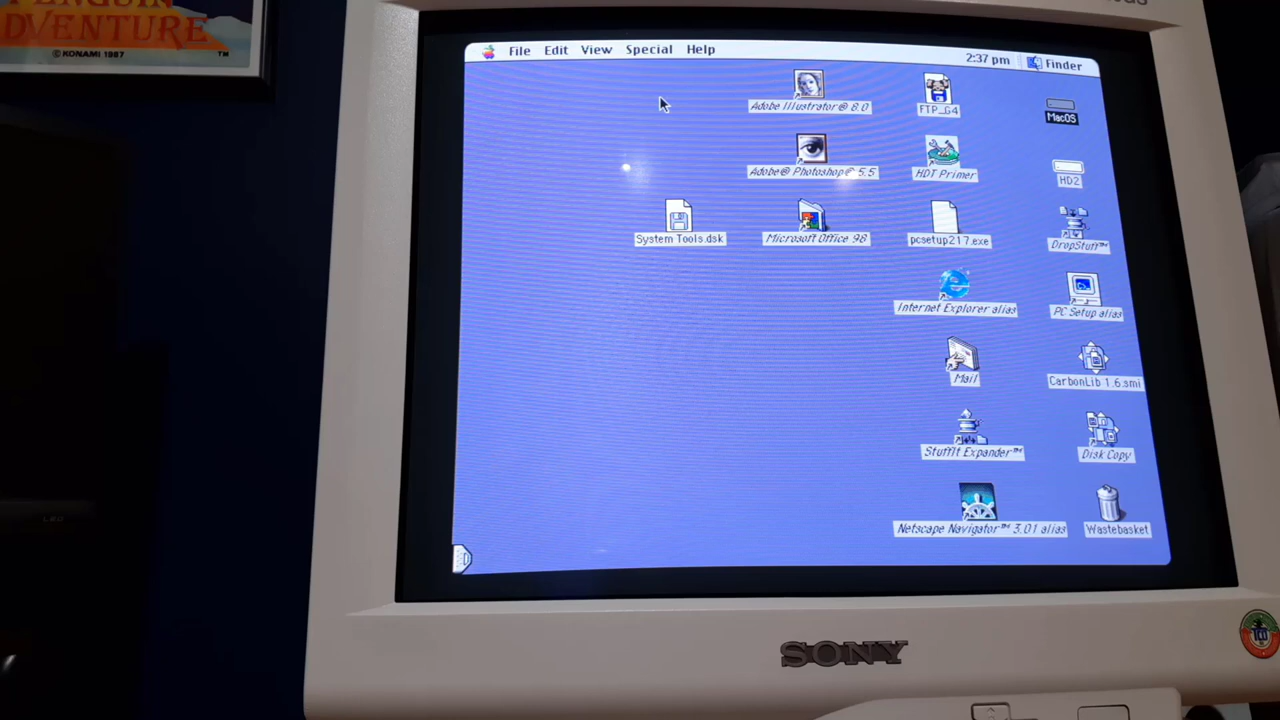 PENGUIN
ADVENTURE
© KONAMI 1987
TM
File Edit View Special Help
2:37 pm Finder
Adobe Illustrator® 8.0
FTP_G4
MacOS
Adobe® Photoshop® 5.5
HDT Primer
HD2
System Tools.dsk
Microsoft Office 98
pcsetup217.exe
DropStuff™
Internet Explorer alias
PC Setup alias
Mail
CarbonLib 1.6.smi
StuffIt Expander™
Disk Copy
Netscape Navigator™ 3.01 alias
Wastebasket
SONY